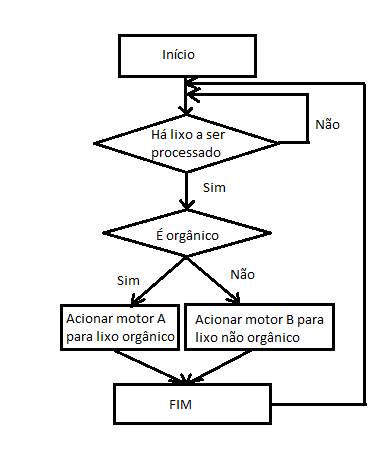 Início
Há lixo a ser
processado
Não
Sim
É orgânico
Sim
Não
Acionar motor A
para lixo orgânico
Acionar motor B para
lixo não orgânico
FIM